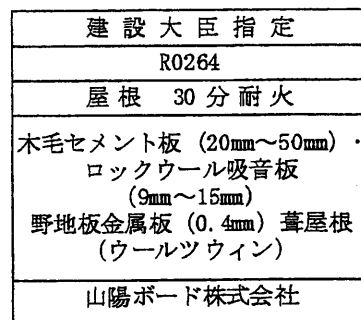 建設大臣指定
R0264
屋根 30分耐火
木毛セメント板 (20mm～50mm)・
ロックウール吸音板
(9mm～15mm)
野地板金属板 (0.4mm) 葺屋根
(ウールツウィン)
山陽ボード株式会社